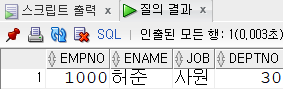 스크립트 출력 × 질의 결과 ×
SQL | 인출된 모든 행: 1(0,003초)
EMPNO ENAME JOB DEPTNO
1 1000 허준 사원 30